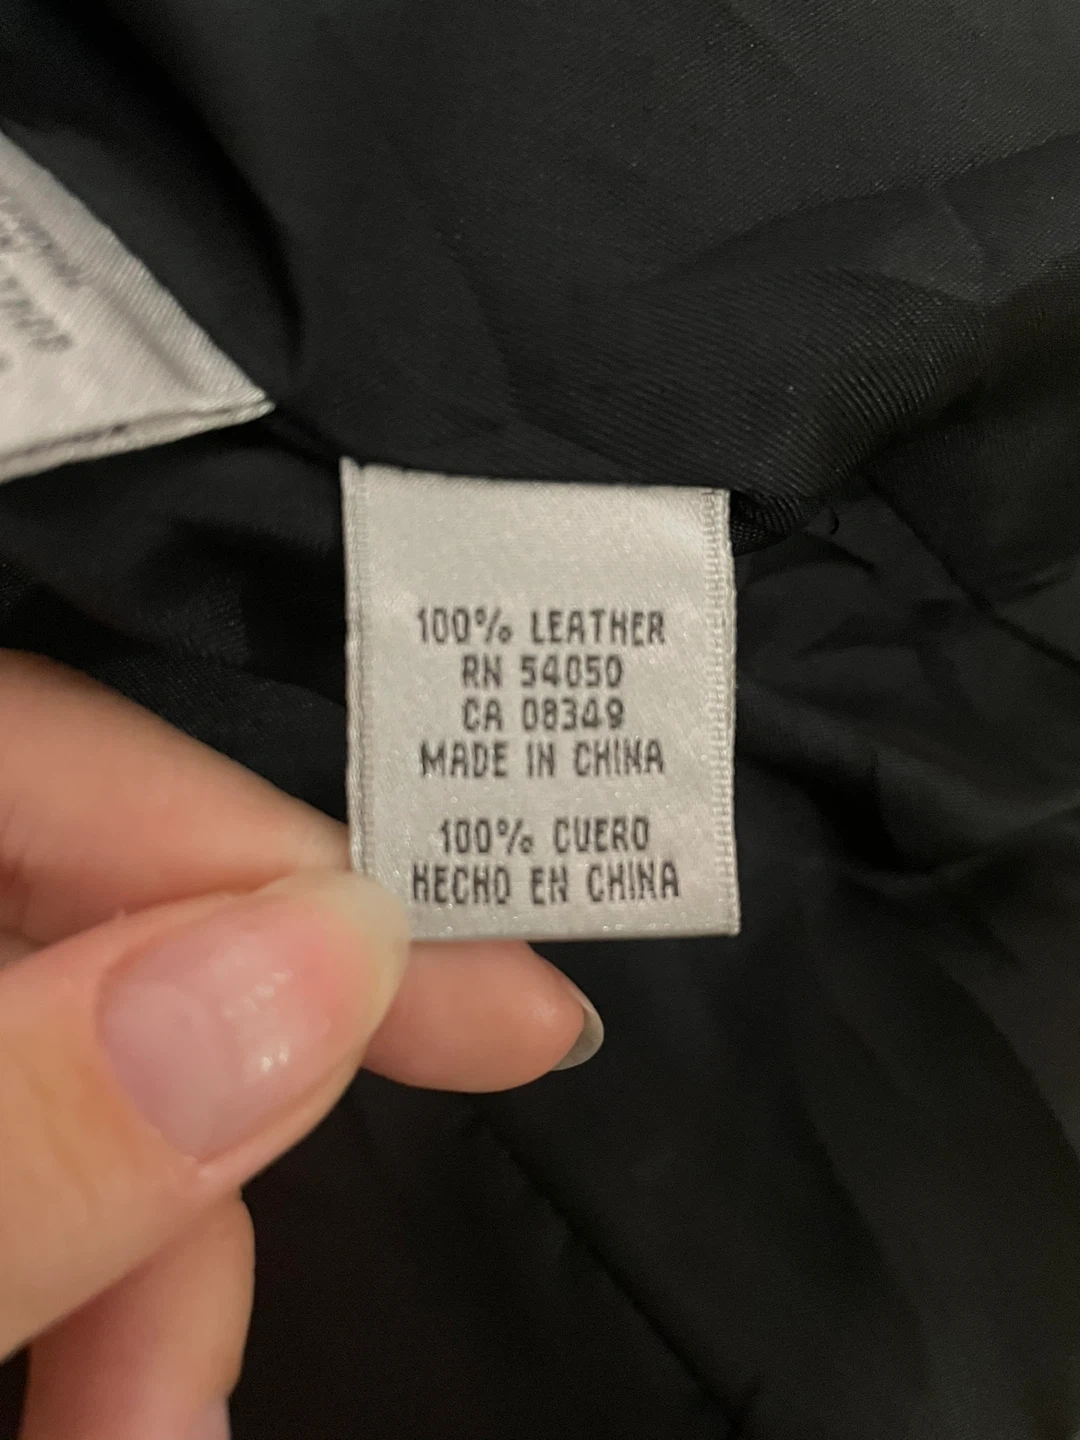 100% LEATHER
RN 54050
CA 08349
MADE IN CHINA
100% CUERO
HECHO EN CHINA